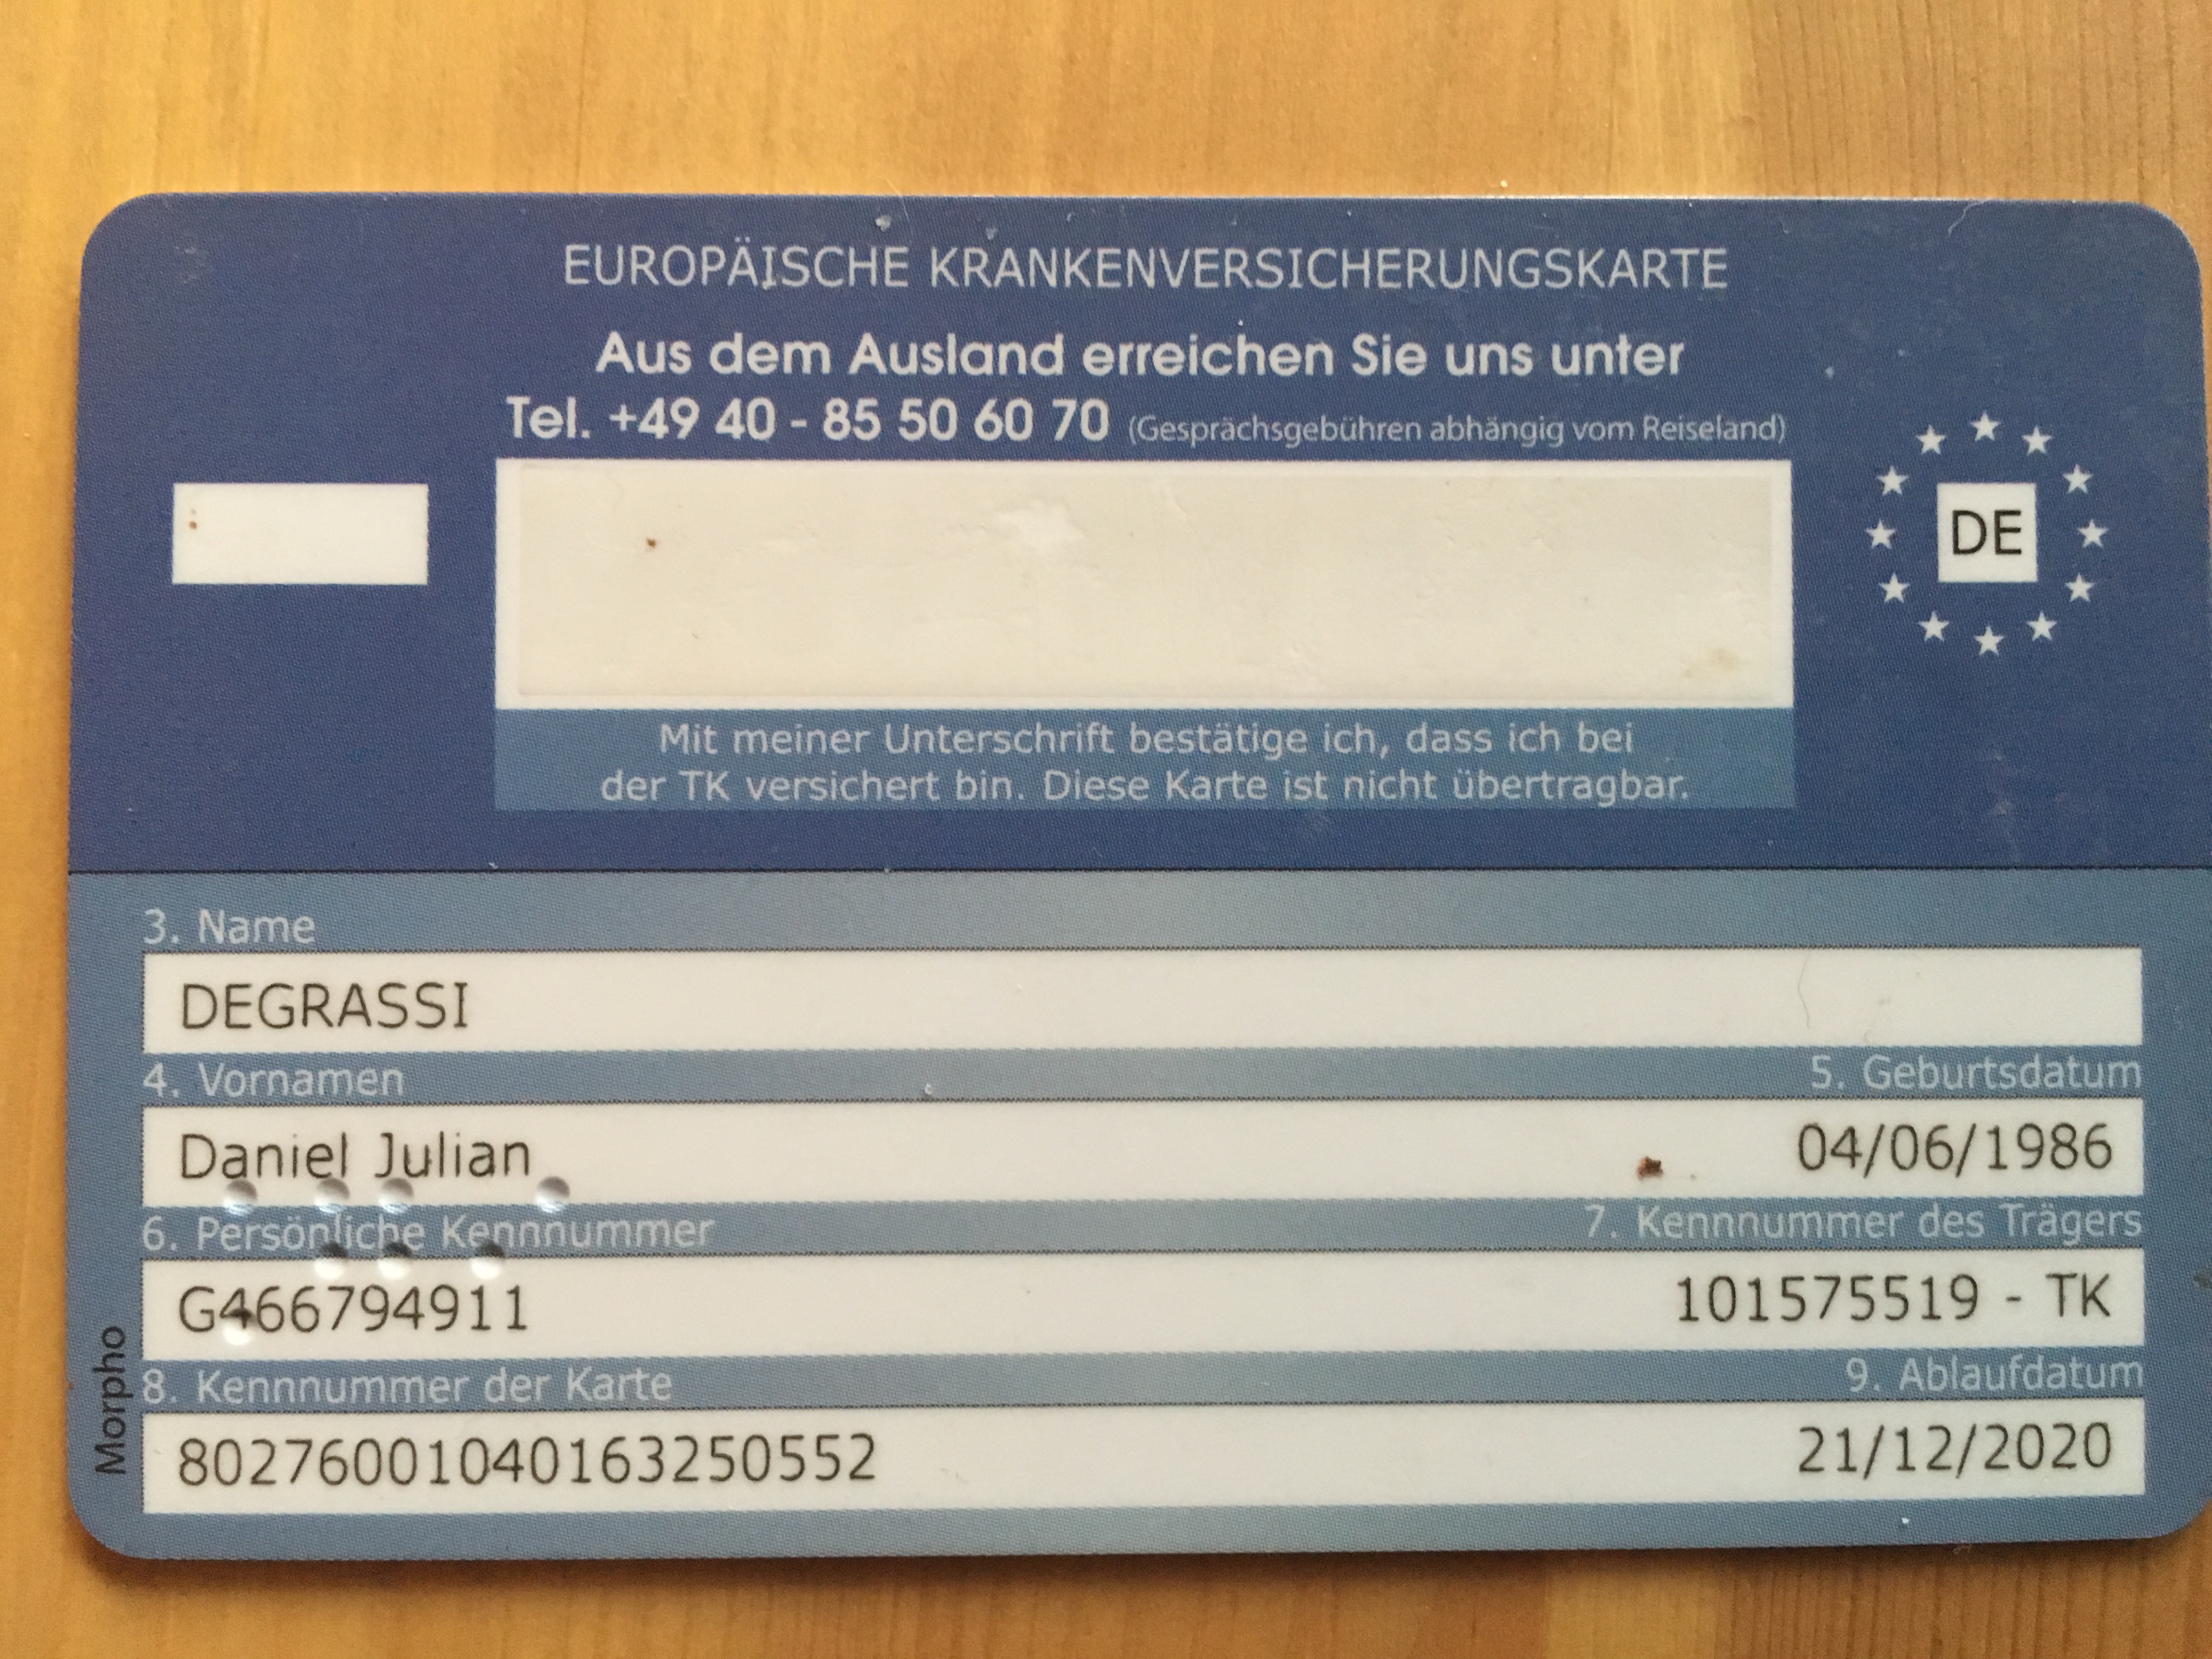 EUROPÄISCHE KRANKENVERSICHERUNGSKARTE
Aus dem Ausland erreichen Sie uns unter
Tel. +49 40 - 85 50 60 70 (Gesprächsgebühren abhängig vom Reiseland)
DE
Mit meiner Unterschrift bestätige ich, dass ich bei
der TK versichert bin. Diese Karte ist nicht übertragbar.
3. Name
DEGRASSI
4. Vornamen 5. Geburtsdatum
Daniel Julian 04/06/1986
6. Persönliche Kennnummer 7. Kennnummer des Trägers
G466794911 101575519 - TK
8. Kennnummer der Karte 9. Ablaufdatum
80276001040163250552 21/12/2020
Morpho